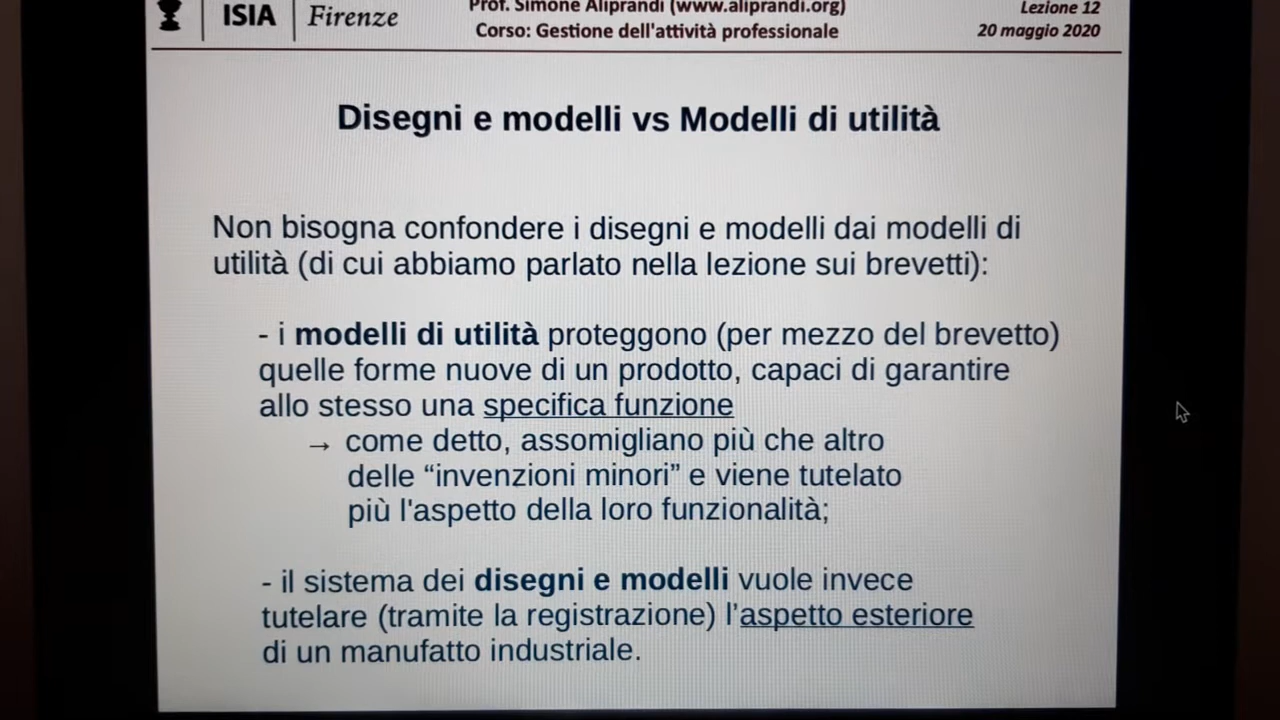 ISIA Firenze
Prof. Simone Aliprandi (www.aliprandi.org)
Corso: Gestione dell'attività professionale
Lezione 12
20 maggio 2020
Disegni e modelli vs Modelli di utilità
Non bisogna confondere i disegni e modelli dai modelli di
utilità (di cui abbiamo parlato nella lezione sui brevetti):
- i modelli di utilità proteggono (per mezzo del brevetto)
quelle forme nuove di un prodotto, capaci di garantire
allo stesso una specifica funzione
→ come detto, assomigliano più che altro
delle “invenzioni minori” e viene tutelato
più l'aspetto della loro funzionalità;
- il sistema dei disegni e modelli vuole invece
tutelare (tramite la registrazione) l’aspetto esteriore
di un manufatto industriale.